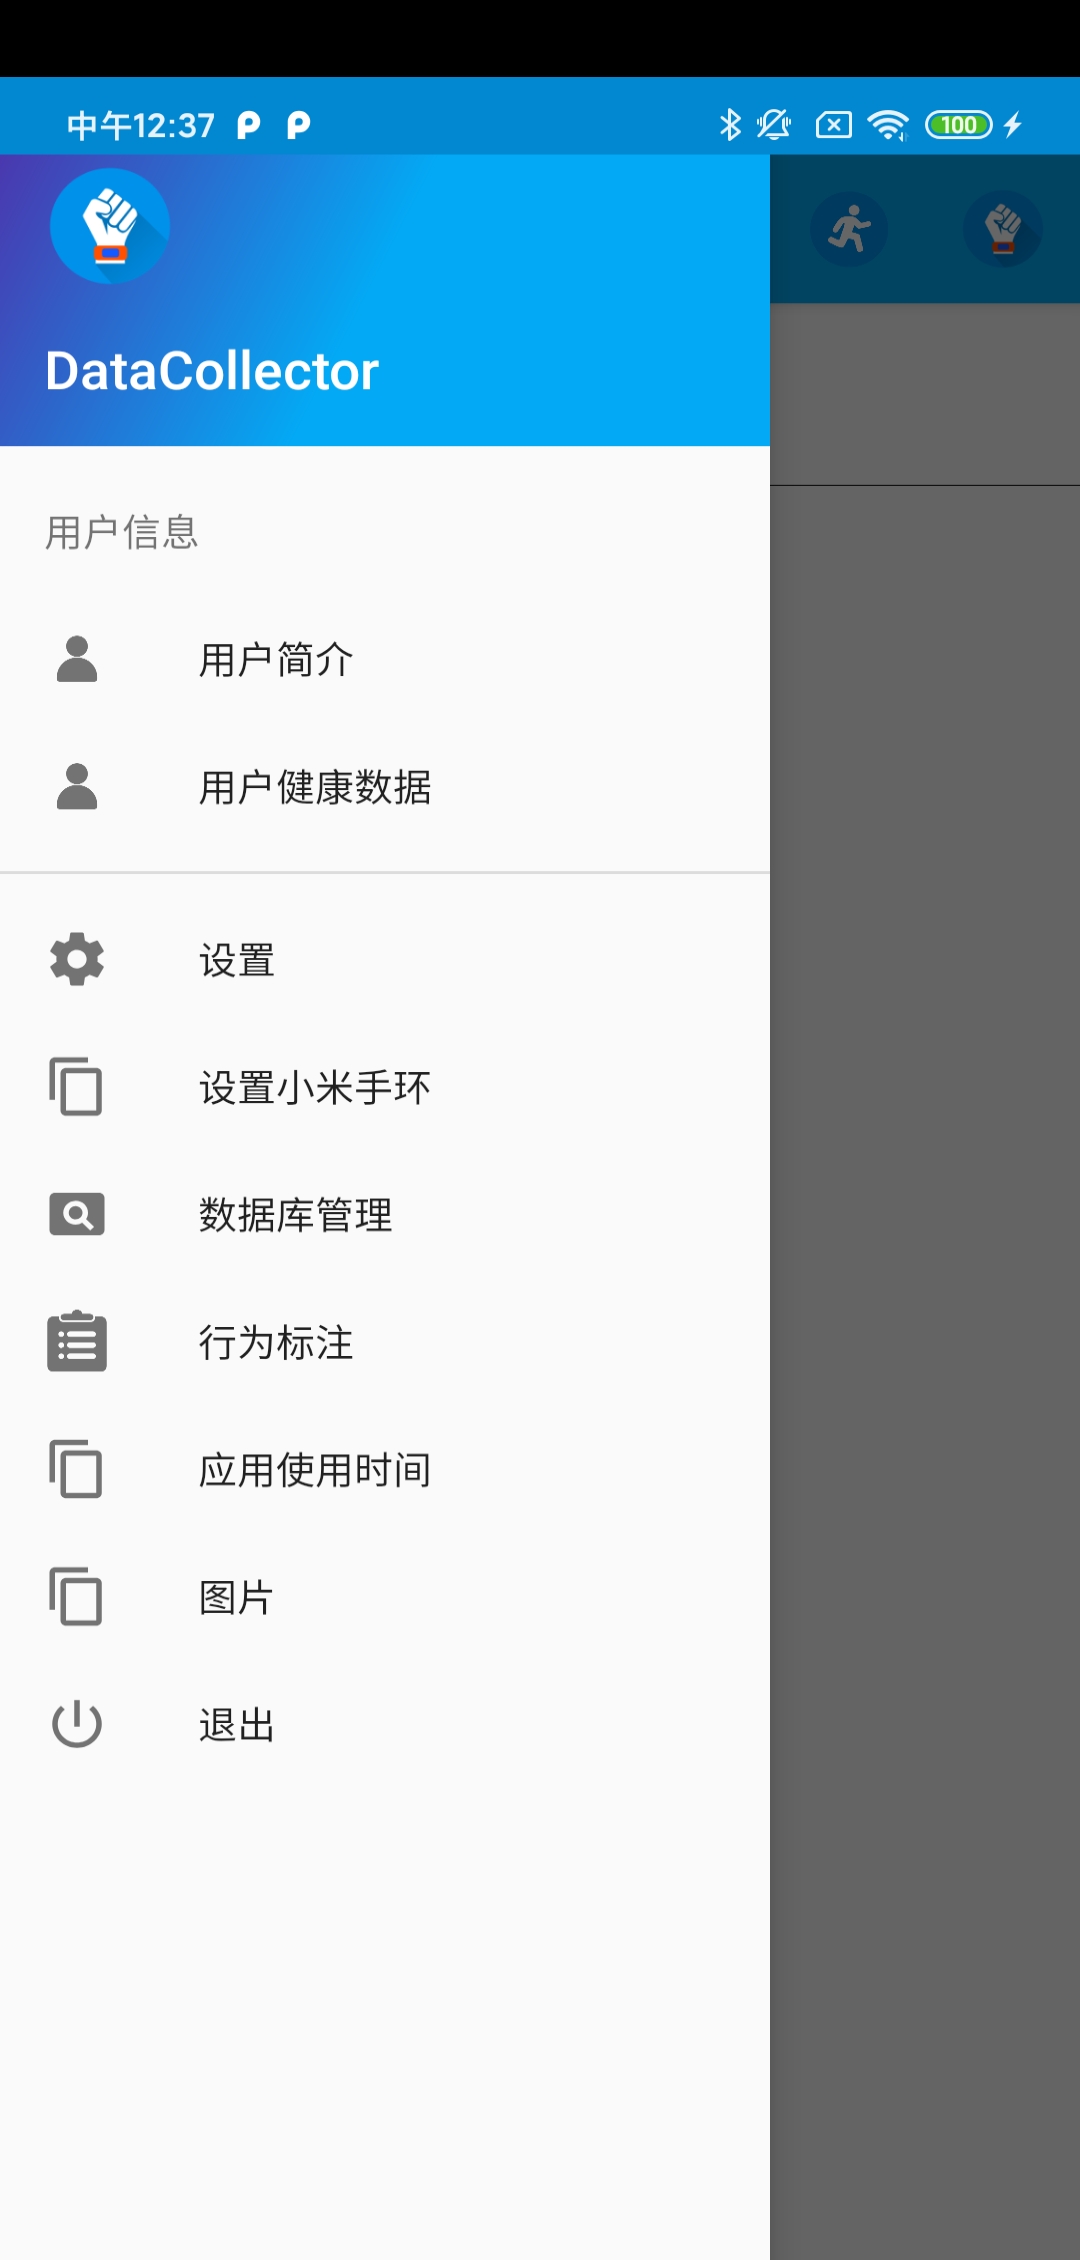 中午12:37
100
DataCollector
用户信息
用户简介
用户健康数据
设置
设置小米手环
数据库管理
行为标注
应用使用时间
图片
退出